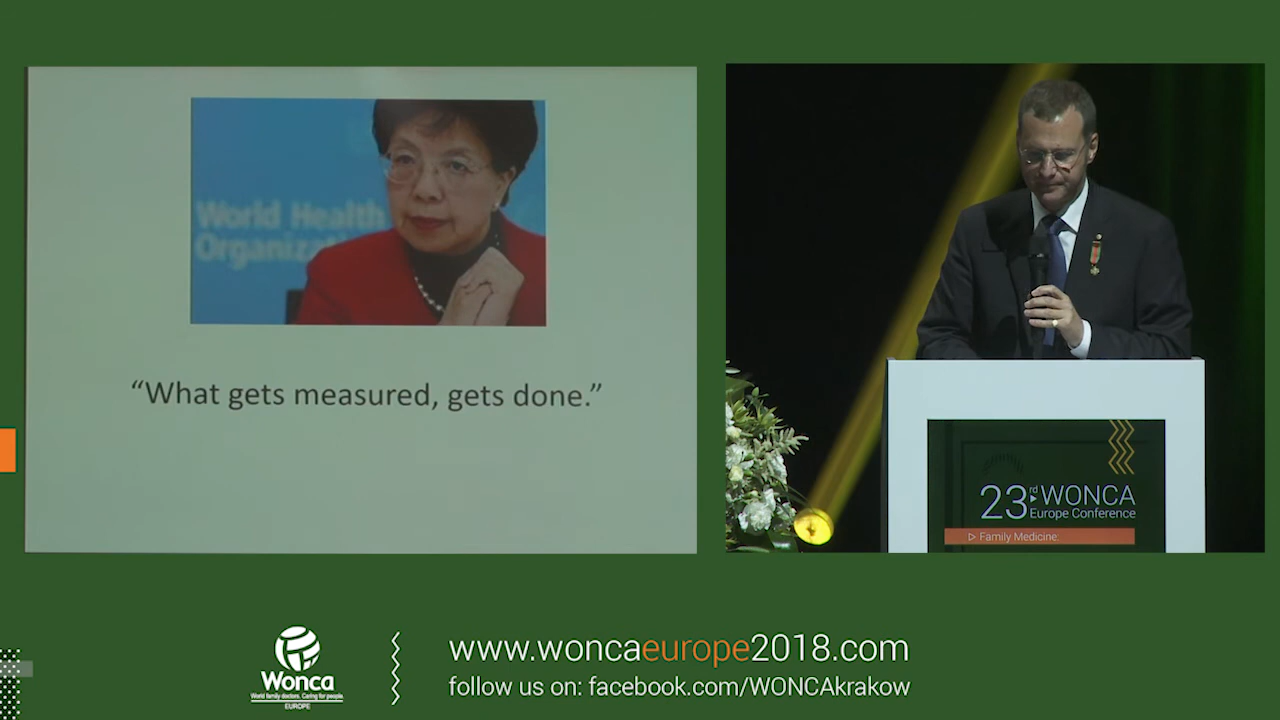 World Health
Organizat
“What gets measured, gets done.”
23rd WONCA
Europe Conference
Family Medicine:
Wonca
World family doctors. Caring for people.
EUROPE
www.woncaeurope2018.com
follow us on: facebook.com/WONCAkrakow